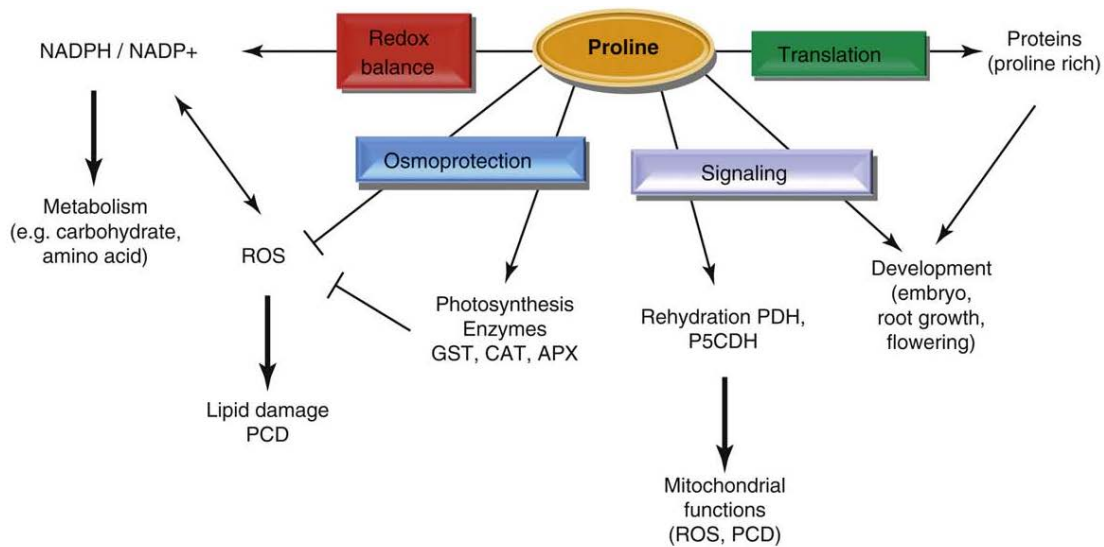 NADPH / NADP+
Redox
balance
Proline
Translation
Proteins
(proline rich)
Osmoprotection
Signaling
Metabolism
(e.g. carbohydrate,
amino acid)
ROS
Photosynthesis
Enzymes
GST, CAT, APX
Rehydration PDH,
P5CDH
Development
(embryo,
root growth,
flowering)
Lipid damage
PCD
Mitochondrial
functions
(ROS, PCD)